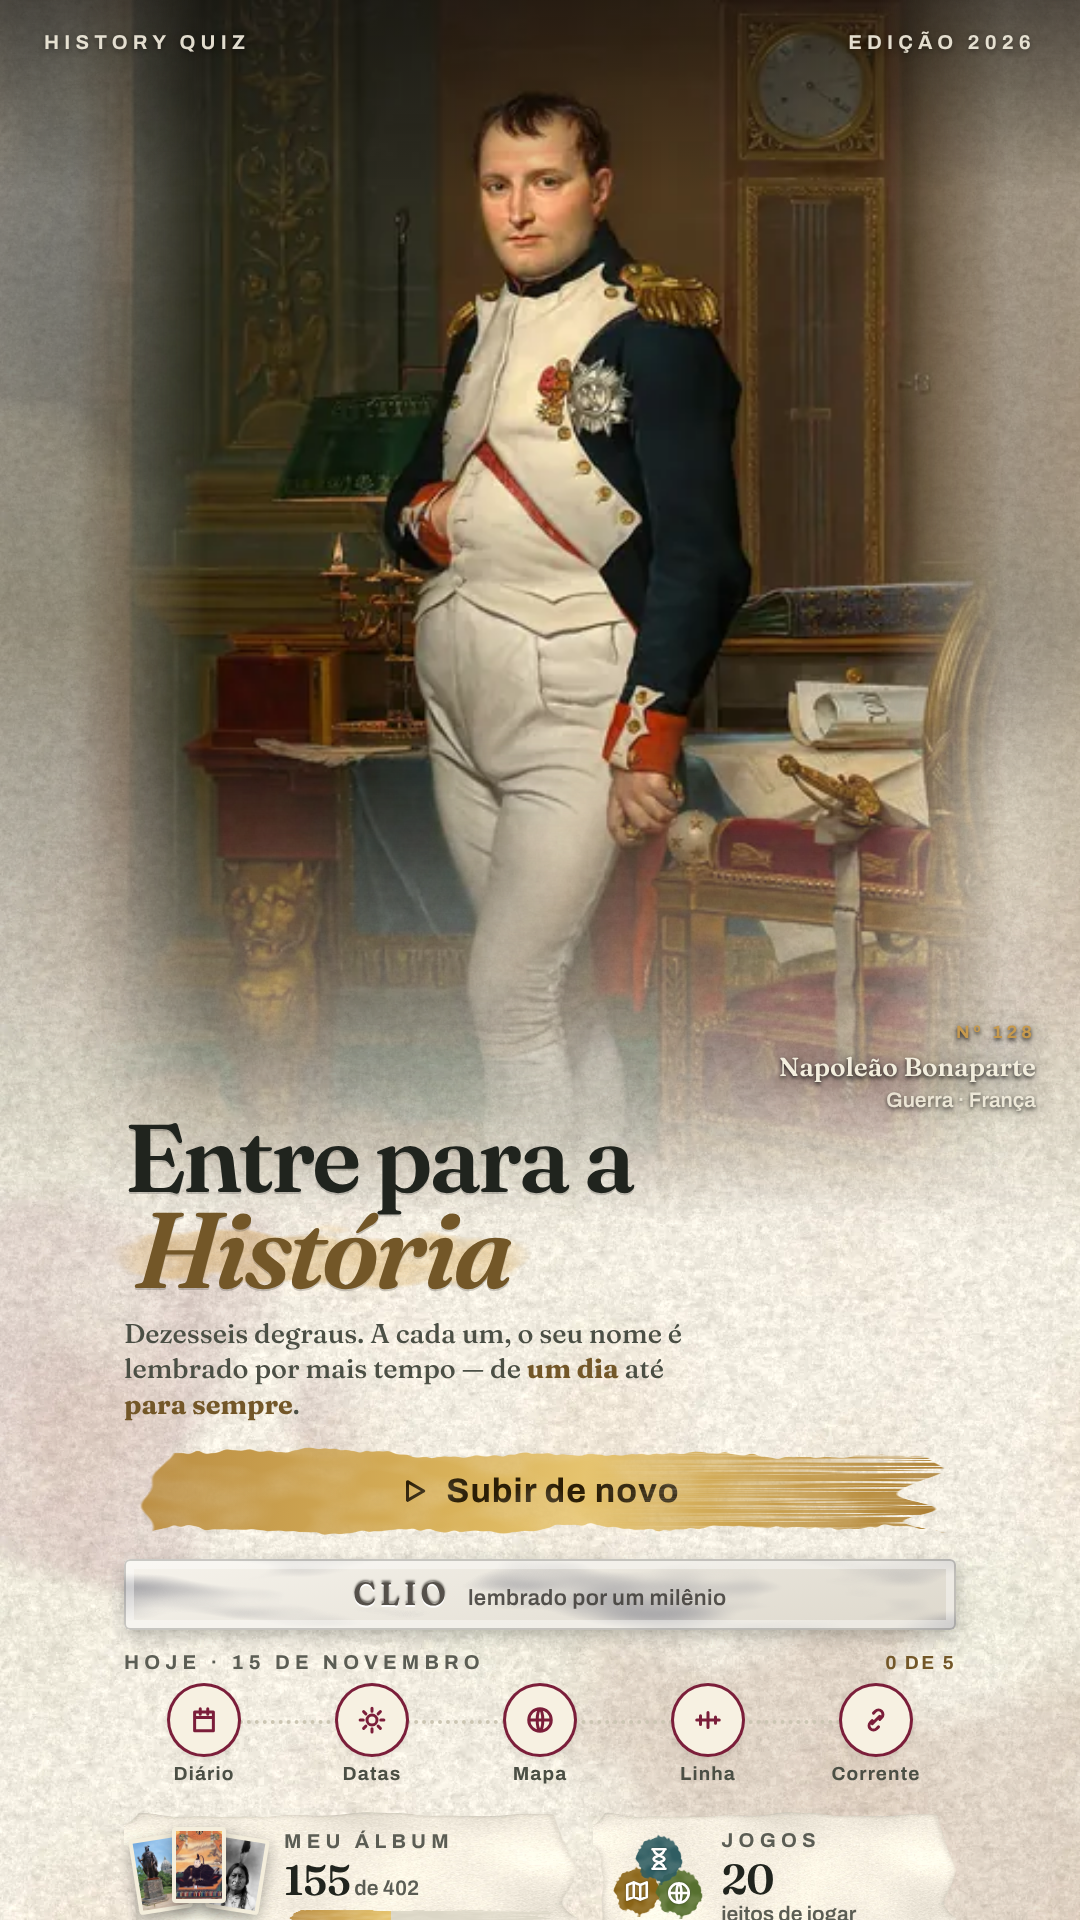 HISTORY QUIZ
EDIÇÃO 2026
Nº 128
Napoleão Bonaparte
Guerra · França
Entre para a
História
Dezesseis degraus. A cada um, o seu nome é
lembrado por mais tempo — de um dia até
para sempre.
Subir de novo
CLIO lembrado por um milênio
HOJE · 15 DE NOVEMBRO
0 DE 5
Diário
Datas
Mapa
Linha
Corrente
MEU ÁLBUM
155 de 402
JOGOS
20
jeitos de jogar